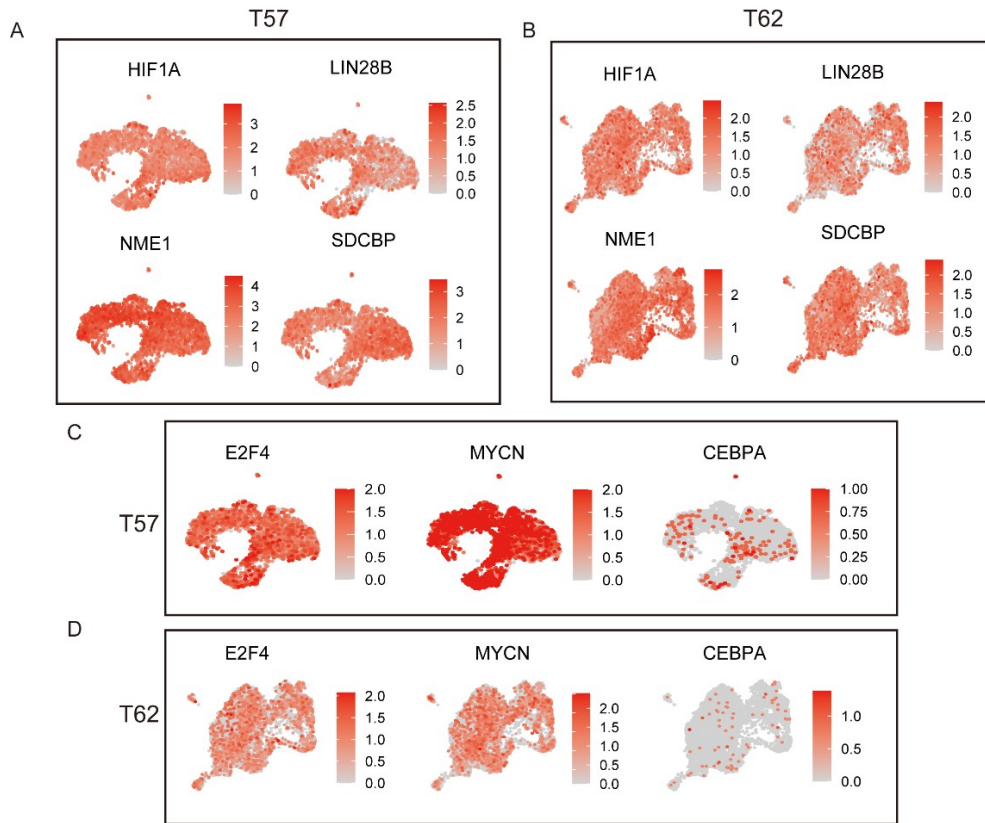 T57
T62
A
B
HIF1A
LIN28B
HIF1A
LIN28B
3
2
1
0
2.5
2.0
1.5
1.0
0.5
0.0
2.0
1.5
1.0
0.5
0.0
2.0
1.5
1.0
0.5
0.0
NME1
SDCBP
NME1
SDCBP
4
3
2
1
0
3
2
1
0
2
1
0
2.0
1.5
1.0
0.5
0.0
C
E2F4
MYCN
CEBPA
T57
2.0
1.5
1.0
0.5
0.0
2.0
1.5
1.0
0.5
0.0
1.00
0.75
0.50
0.25
0.00
D
E2F4
MYCN
CEBPA
T62
2.0
1.5
1.0
0.5
0.0
2.0
1.5
1.0
0.5
0.0
1.0
0.5
0.0